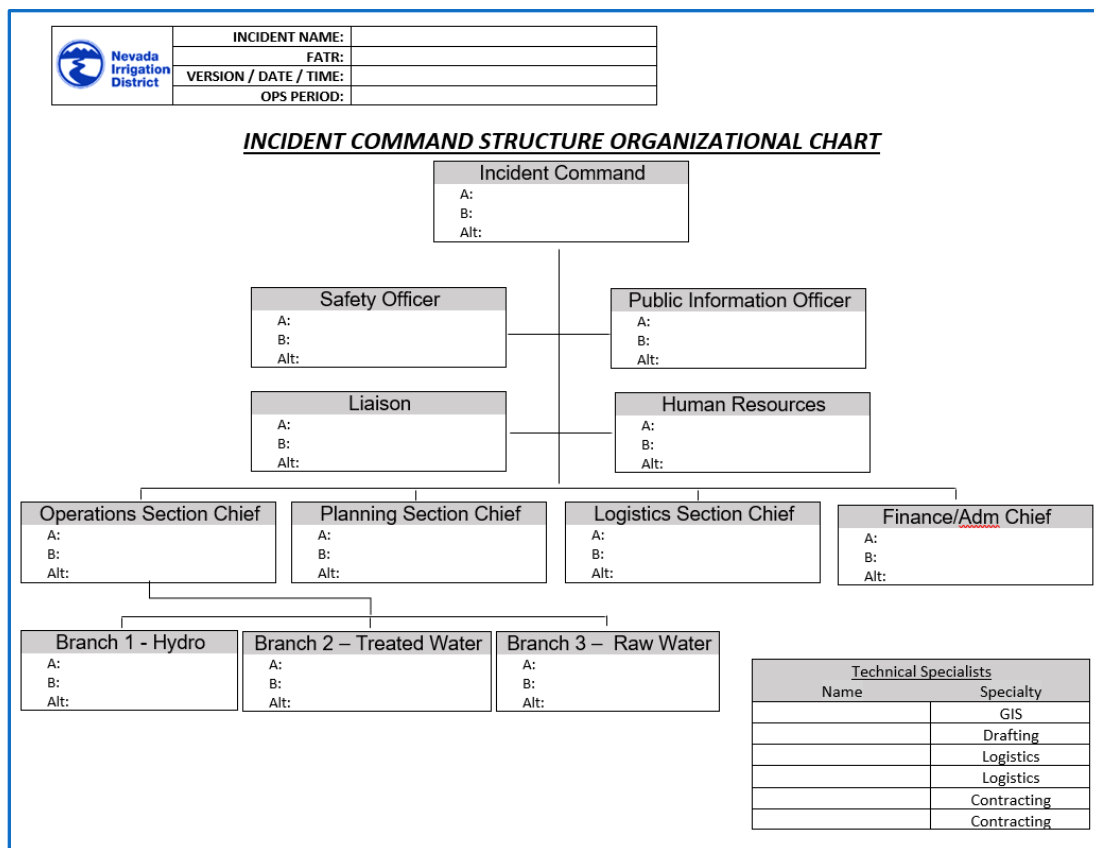 Nevada
Irrigation
District
INCIDENT NAME:
FATR:
VERSION / DATE / TIME:
OPS PERIOD:
INCIDENT COMMAND STRUCTURE ORGANIZATIONAL CHART
Incident Command
A:
B:
Alt:
Safety Officer
A:
B:
Alt:
Public Information Officer
A:
B:
Alt:
Liaison
A:
B:
Alt:
Human Resources
A:
B:
Alt:
Operations Section Chief
A:
B:
Alt:
Planning Section Chief
A:
B:
Alt:
Logistics Section Chief
A:
B:
Alt:
Finance/Adm Chief
A:
B:
Alt:
Branch 1 - Hydro
A:
B:
Alt:
Branch 2 – Treated Water
A:
B:
Alt:
Branch 3 – Raw Water
A:
B:
Alt:
Technical Specialists
Name Specialty
GIS
Drafting
Logistics
Logistics
Contracting
Contracting